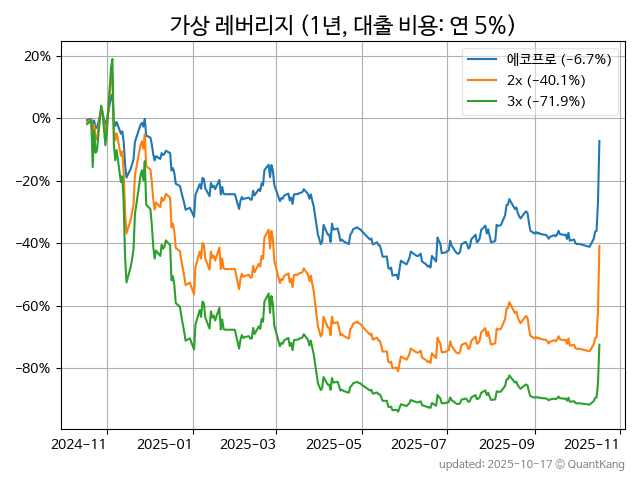 가상 레버리지 (1년, 대출 비용: 연 5%)
20%
0%
−20%
−40%
−60%
−80%
에코프로 (−6.7%)
2x (−40.1%)
3x (−71.9%)
2024-11 2025-01 2025-03 2025-05 2025-07 2025-09 2025-11
updated: 2025-10-17 © QuantKang